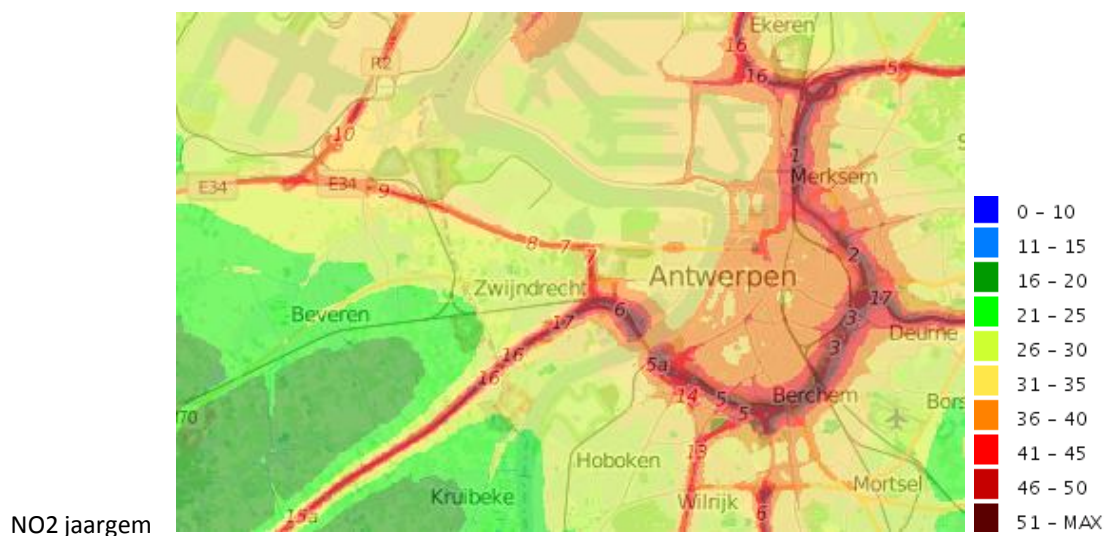 Ekeren
16
R2
16
5
10
1
E34
E34
9
Merksem
8
7
7
2
Antwerpen
Zwijndrecht
17
6
Beveren
17
3
Deurne
16
3
5a
16
14
5
Berchem
5
Bors
13
Hoboken
Mortsel
Kruibeke
Wilrijk
6
15a
0 – 10
11 – 15
16 – 20
21 – 25
26 – 30
31 – 35
36 – 40
41 – 45
46 – 50
51 – MAX
NO2 jaargem